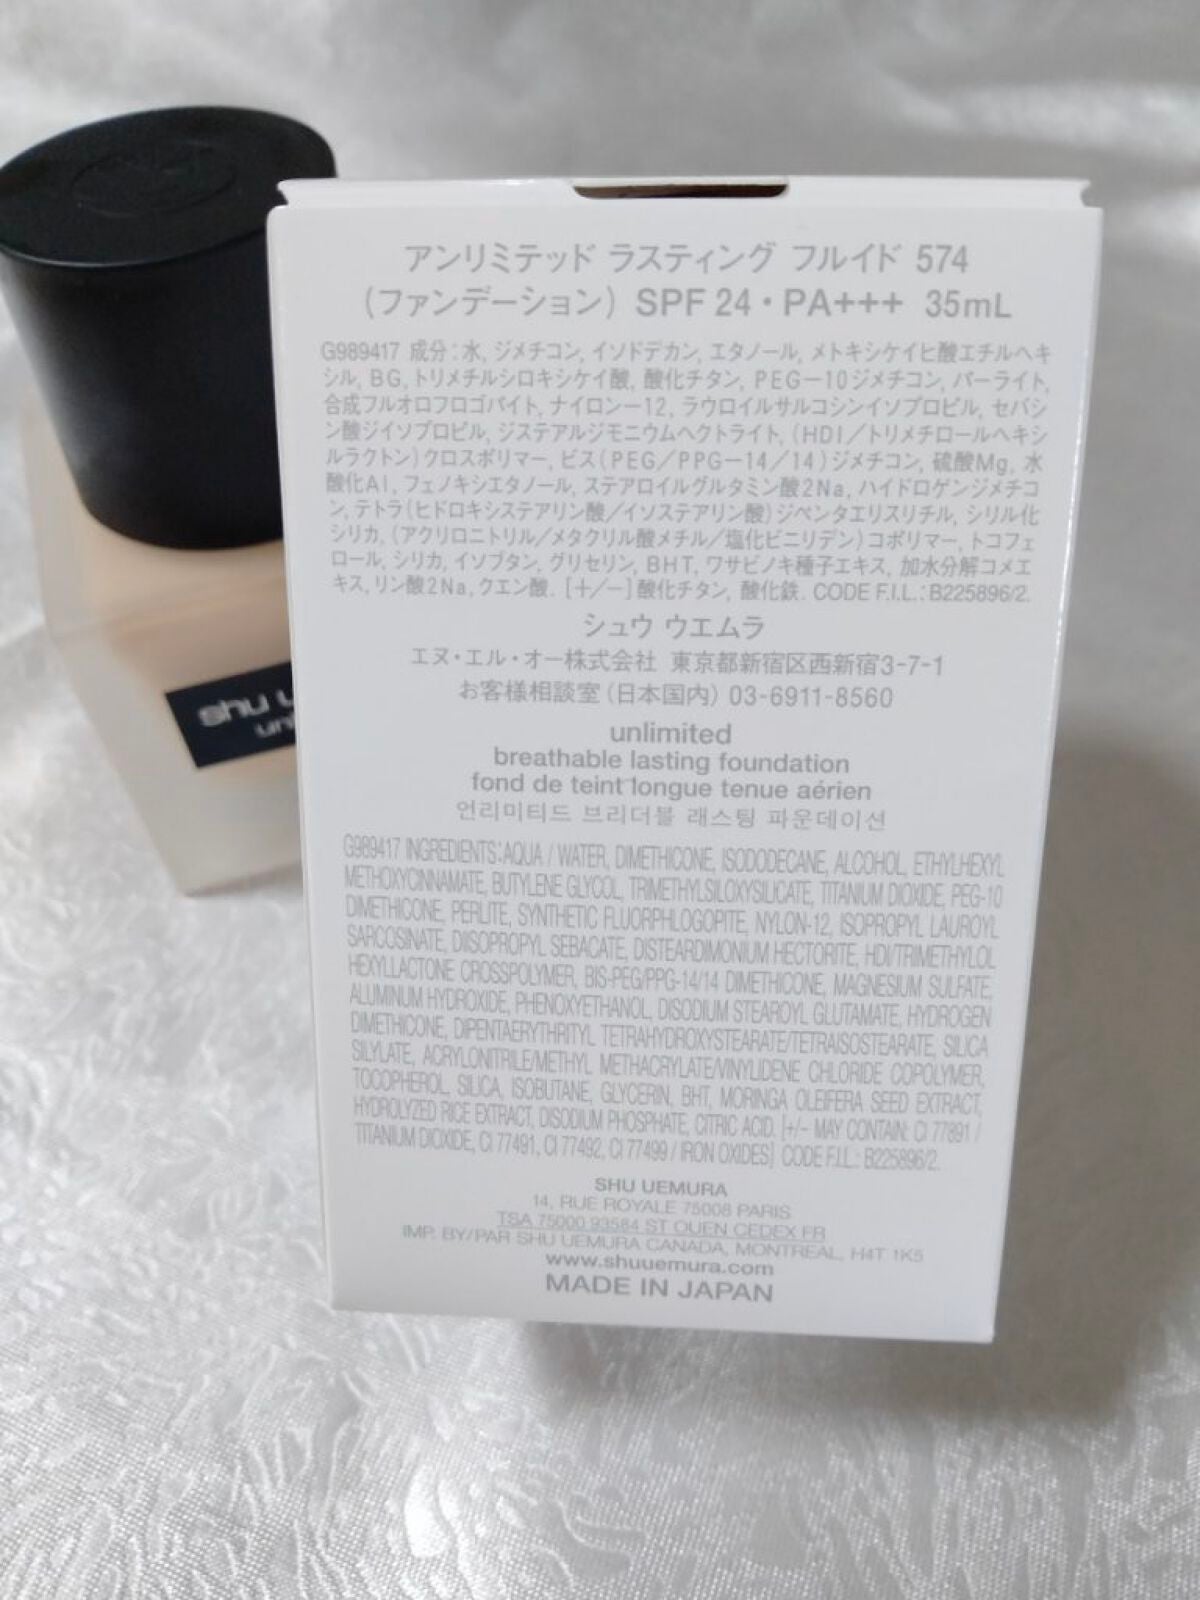 アンリミテッド ラスティング フルイド 574
(ファンデーション) SPF 24・PA+++ 35mL
G989417 成分：水, ジメチコン, イソドデカン, エタノール, メトキシケイヒ酸エチルヘキ
シル, BG, トリメチルシロキシケイ酸, 酸化チタン, PEG－10ジメチコン, パーライト,
合成フルオロフロゴパイト, ナイロン－12, ラウロイルサルコシンイソプロピル, セバシ
ン酸ジイソプロピル, ジステアルジモニウムヘクトライト, (HDI／トリメチロールヘキシ
ルラクトン)クロスポリマー, ビス(PEG／PPG－14／14)ジメチコン, 硫酸Mg, 水
酸化Al, フェノキシエタノール, ステアロイルグルタミン酸2Na, ハイドロゲンジメチコ
ン, テトラ(ヒドロキシステアリン酸／イソステアリン酸)ジペンタエリスリチル, シリル化
シリカ, (アクリロニトリル／メタクリル酸メチル／塩化ビニリデン)コポリマー, トコフェ
ロール, シリカ, イソブタン, グリセリン, BHT, ワサビノキ種子エキス, 加水分解コメエ
キス, リン酸2Na, クエン酸. [+/－]酸化チタン, 酸化鉄. CODE F.I.L.:B225896/2.
シュウ ウエムラ
エヌ・エル・オー株式会社 東京都新宿区西新宿3-7-1
お客様相談室(日本国内) 03-6911-8560
unlimited
breathable lasting foundation
fond de teint longue tenue aérien
언리미티드 브리더블 래스팅 파운데이션
G989417 INGREDIENTS:AQUA / WATER, DIMETHICONE, ISODODECANE, ALCOHOL, ETHYLHEXYL
METHOXYCINNAMATE, BUTYLENE GLYCOL, TRIMETHYLSILOXYSILICATE, TITANIUM DIOXIDE, PEG-10
DIMETHICONE, PERLITE, SYNTHETIC FLUORPHLOGOPITE, NYLON-12, ISOPROPYL LAUROYL
SARCOSINATE, DIISOPROPYL SEBACATE, DISTEARDIMONIUM HECTORITE, HDI/TRIMETHYLOL
HEXYLLACTONE CROSSPOLYMER, BIS-PEG/PPG-14/14 DIMETHICONE, MAGNESIUM SULFATE,
ALUMINUM HYDROXIDE, PHENOXYETHANOL, DISODIUM STEAROYL GLUTAMATE, HYDROGEN
DIMETHICONE, DIPENTAERYTHRITYL TETRAHYDROXYSTEARATE/TETRAISOSTEARATE, SILICA
SILYLATE, ACRYLONITRILE/METHYL METHACRYLATE/VINYLIDENE CHLORIDE COPOLYMER,
TOCOPHEROL, SILICA, ISOBUTANE, GLYCERIN, BHT, MORINGA OLEIFERA SEED EXTRACT,
HYDROLYZED RICE EXTRACT, DISODIUM PHOSPHATE, CITRIC ACID. [+/- MAY CONTAIN: CI 77891 /
TITANIUM DIOXIDE, CI 77491, CI 77492, CI 77499 / IRON OXIDES] CODE F.I.L.: B225896/2.
SHU UEMURA
14, RUE ROYALE 75008 PARIS
TSA 75000 93584 ST OUEN CEDEX FR
IMP. BY/PAR SHU UEMURA CANADA, MONTREAL, H4T 1K5
www.shuuemura.com
MADE IN JAPAN
shu u
un